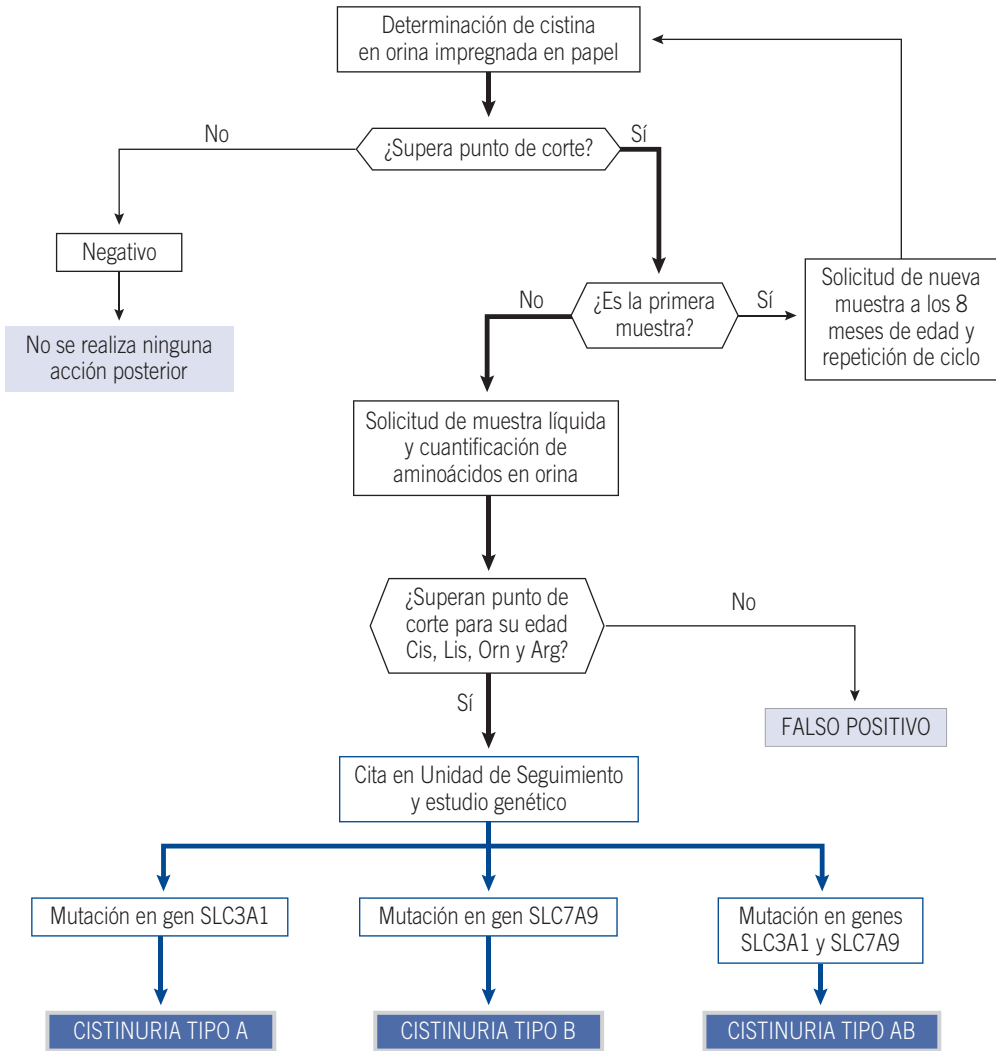 Determinación de cistina
en orina impregnada en papel
No
Sí
¿Supera punto de corte?
Negativo
No se realiza ninguna
acción posterior
No
¿Es la primera
muestra?
Sí
Solicitud de nueva
muestra a los 8
meses de edad y
repetición de ciclo
Solicitud de muestra líquida
y cuantificación de
aminoácidos en orina
¿Superan punto de
corte para su edad
Cis, Lis, Orn y Arg?
No
Sí
FALSO POSITIVO
Cita en Unidad de Seguimiento
y estudio genético
Mutación en gen SLC3A1
Mutación en gen SLC7A9
Mutación en genes
SLC3A1 y SLC7A9
CISTINURIA TIPO A
CISTINURIA TIPO B
CISTINURIA TIPO AB